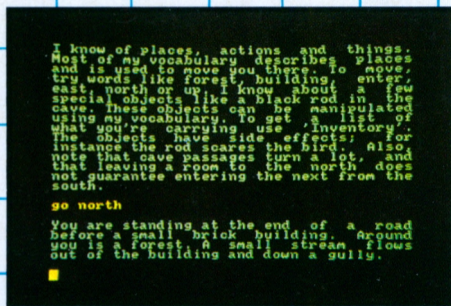 I know of places, actions and things.
Most of my vocabulary describes places
and is used to move you there. To move,
try words like forest, building, enter,
east, north or up. I know about a few
special objects like a black rod in the
cave. These objects can be manipulated
using my vocabulary. To get a list of
what you're carrying use 'Inventory'.
The objects have side effects for
instance the rod scares the bird. Also,
note that cave passages turn a lot, and
that leaving a room to the north does
not guarantee entering the next from the
south.
go north
You are standing at the end of a road
before a small brick building. Around
you is a forest. A small stream flows
out of the building and down a gully.